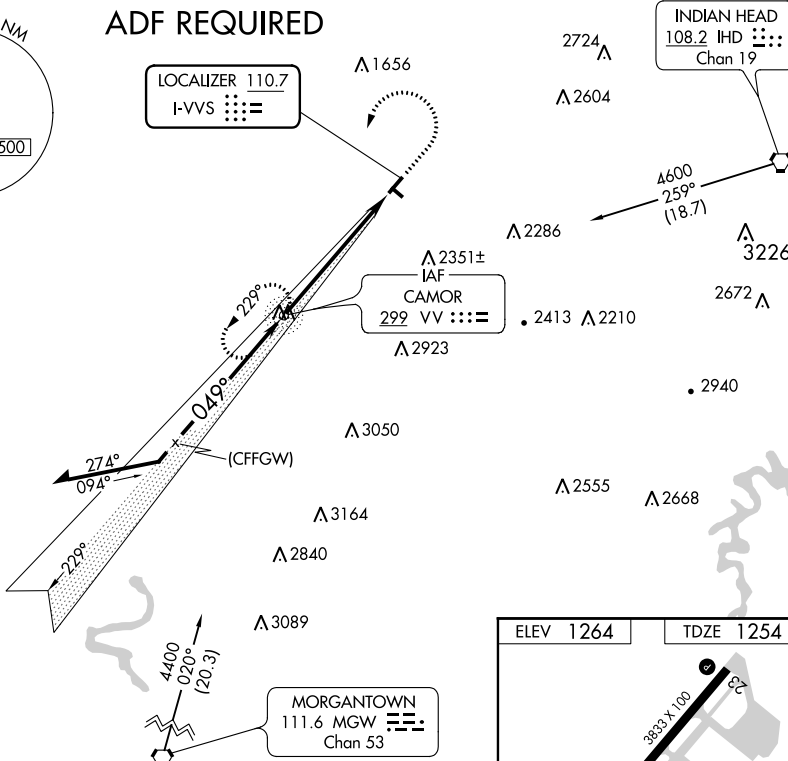 ADF REQUIRED
NM
500
LOCALIZER 110.7
I-VVS
1656
2724
2604
INDIAN HEAD
108.2 IHD
Chan 19
4600
259°
(18.7)
2286
3226
2351±
IAF
CAMOR
299 VV
229°
2413
2210
2672
2923
2940
049°
3050
(CFFGW)
274°
094°
2555
2668
3164
229°
2840
3089
4400
020°
(20.3)
MORGANTOWN
111.6 MGW
Chan 53
ELEV 1264
TDZE 1254
P
23
3833 X 100